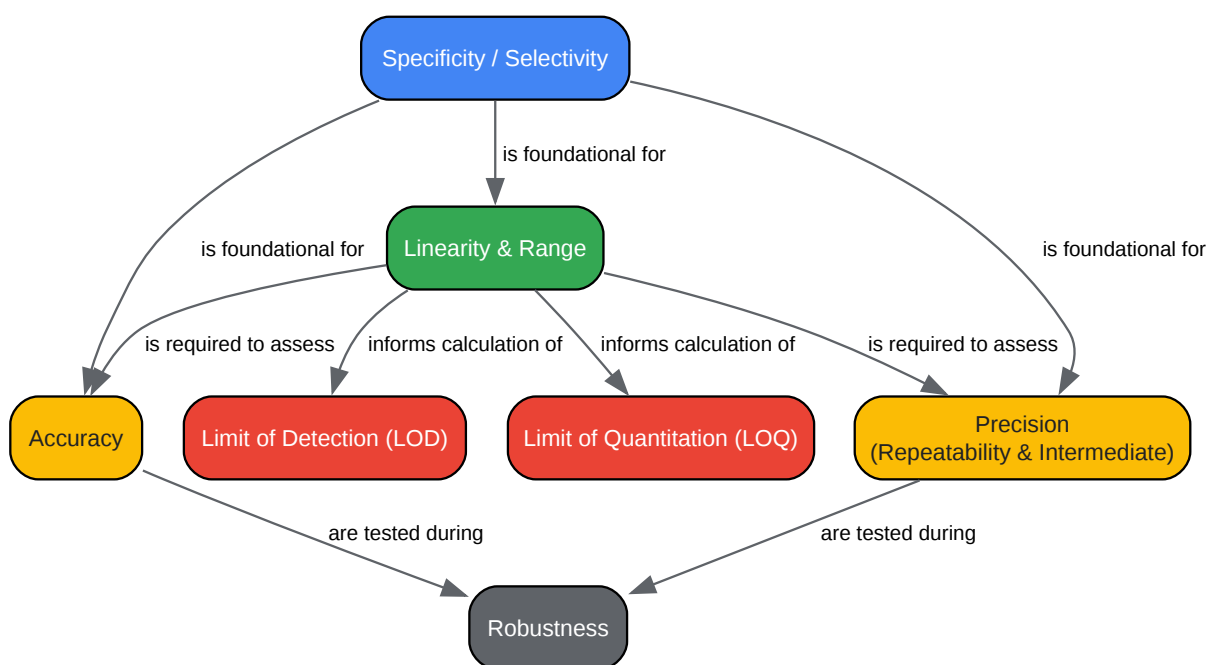 Specificity / Selectivity
is foundational for
Linearity & Range
is foundational for
is foundational for
is required to assess
informs calculation of
informs calculation of
is required to assess
Accuracy
Limit of Detection (LOD)
Limit of Quantitation (LOQ)
Precision
(Repeatability & Intermediate)
are tested during
are tested during
Robustness